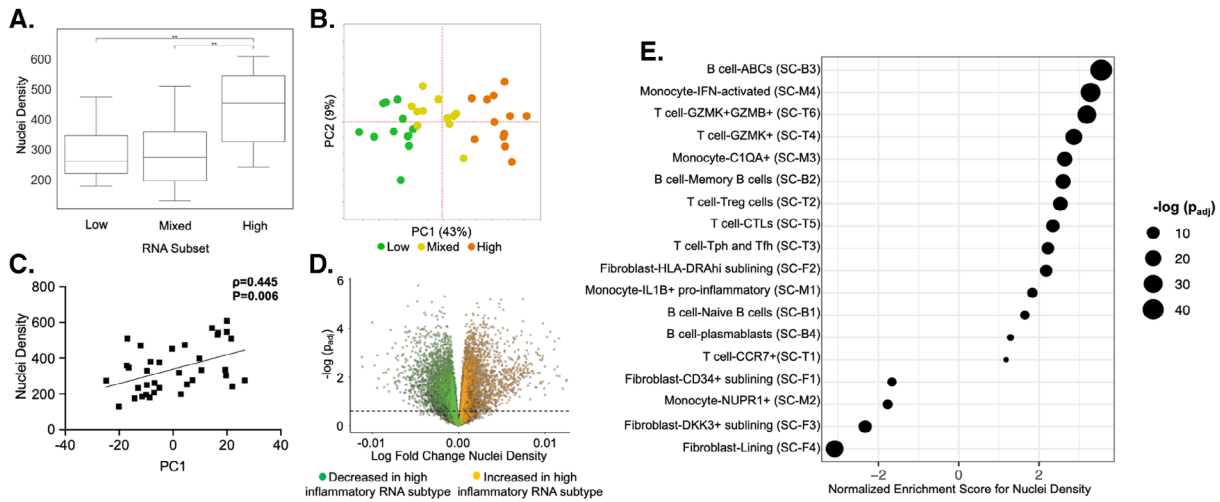 A.
Nuclei Density
600
500
400
300
200
**
**
Low
Mixed
High
RNA Subset
B.
PC2 (9%)
PC1 (43%)
Low
Mixed
High
C.
ρ=0.445
P=0.006
Nuclei Density
800
600
400
200
0
-40
-20
0
20
40
PC1
D.
-log (padj)
6
4
2
0
-0.01
0.00
0.01
Log Fold Change Nuclei Density
Decreased in high
inflammatory RNA subtype
Increased in high
inflammatory RNA subtype
E.
B cell-ABCs (SC-B3)
Monocyte-IFN-activated (SC-M4)
T cell-GZMK+GZMB+ (SC-T6)
T cell-GZMK+ (SC-T4)
Monocyte-C1QA+ (SC-M3)
B cell-Memory B cells (SC-B2)
T cell-Treg cells (SC-T2)
T cell-CTLs (SC-T5)
T cell-Tph and Tfh (SC-T3)
Fibroblast-HLA-DRAhi sublining (SC-F2)
Monocyte-IL1B+ pro-inflammatory (SC-M1)
B cell-Naive B cells (SC-B1)
B cell-plasmablasts (SC-B4)
T cell-CCR7+(SC-T1)
Fibroblast-CD34+ sublining (SC-F1)
Monocyte-NUPR1+ (SC-M2)
Fibroblast-DKK3+ sublining (SC-F3)
Fibroblast-Lining (SC-F4)
-2
0
2
Normalized Enrichment Score for Nuclei Density
-log (padj)
10
20
30
40